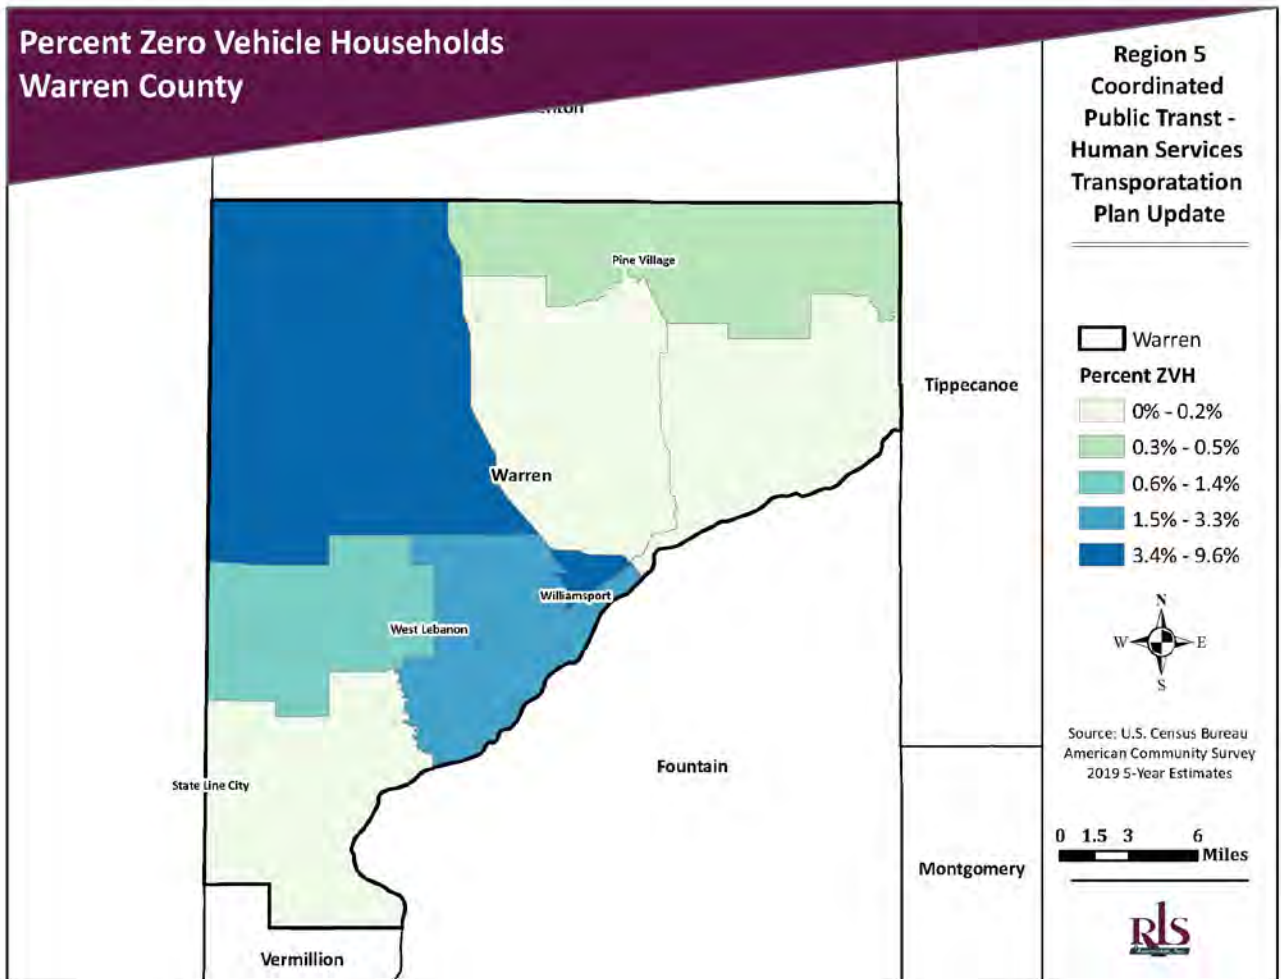 Percent Zero Vehicle Households
Warren County
Region 5
Coordinated
Public Transt -
Human Services
Transporatation
Plan Update
Pine Village
Warren
Tippecanoe
Williamsport
West Lebanon
State Line City
Fountain
Montgomery
Vermillion
Warren
Percent ZVH
0% - 0.2%
0.3% - 0.5%
0.6% - 1.4%
1.5% - 3.3%
3.4% - 9.6%
N
W E
S
Source: U.S. Census Bureau
American Community Survey
2019 5-Year Estimates
0 1.5 3 6
Miles
RLS